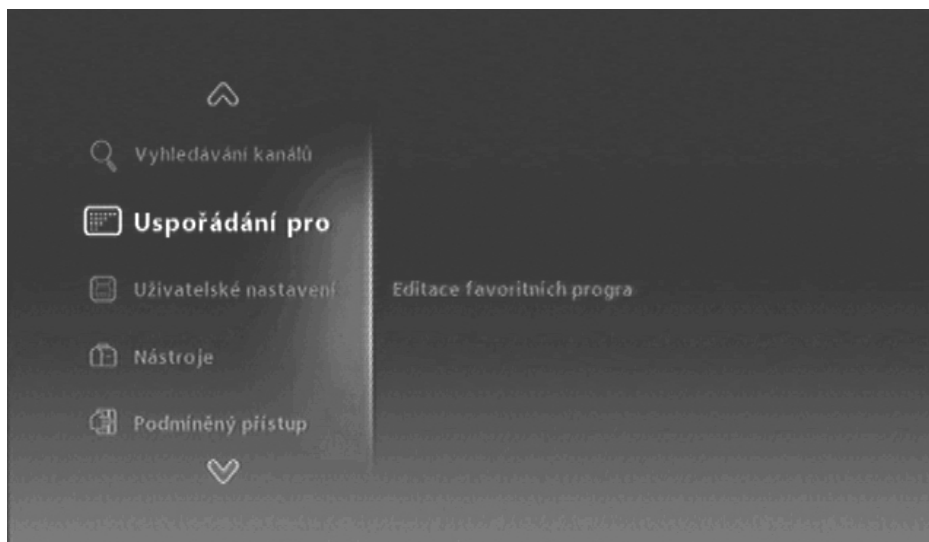 Vyhledávání kanálů
Uspořádání pro
Uživatelské nastavení
Editace favoritních progra
Nástroje
Podmíněný přístup